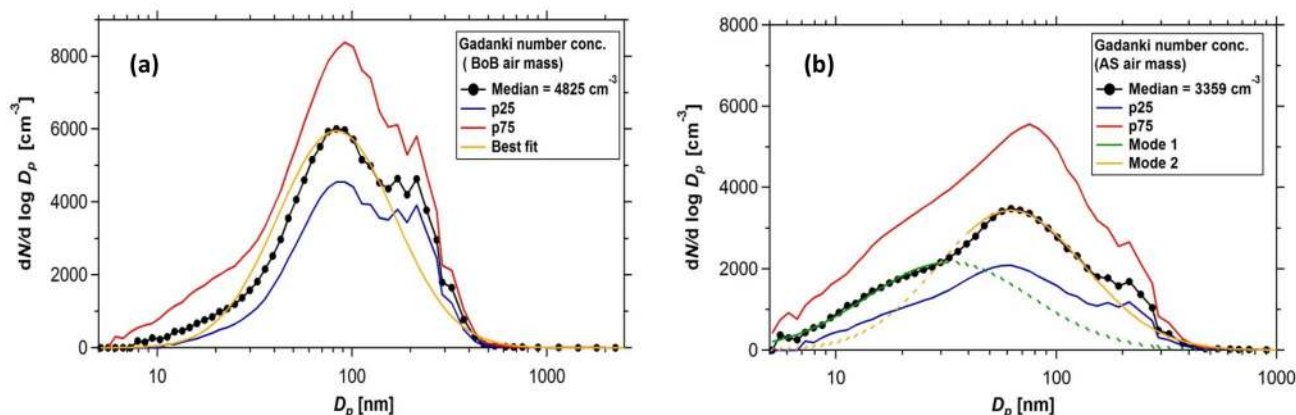 (a)
Gadanki number conc.
( BoB air mass)
Median = 4825 cm⁻³
p25
p75
Best fit
8000
6000
4000
2000
0
dN/d log Dₚ [cm⁻³]
10
100
1000
Dₚ [nm]
(b)
Gadanki number conc.
(AS air mass)
Median = 3359 cm⁻³
p25
p75
Mode 1
Mode 2
8000
6000
4000
2000
0
dN/d log Dₚ [cm⁻³]
10
100
1000
Dₚ [nm]